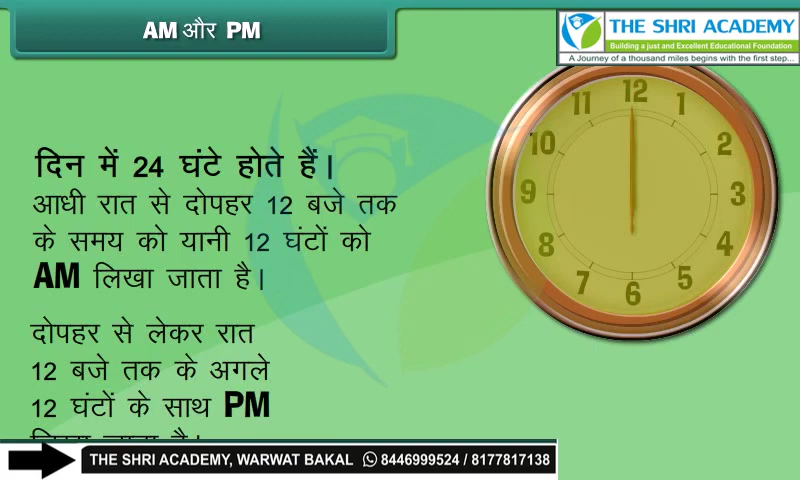 AM और PM
THE SHRI ACADEMY
Building a just and Excellent Educational Foundation
A Journey of a thousand miles begins with the first step...
दिन में 24 घंटे होते हैं।
आधी रात से दोपहर 12 बजे तक
के समय को यानी 12 घंटों को
AM लिखा जाता है।
दोपहर से लेकर रात
12 बजे तक के अगले
12 घंटों के साथ PM
12
1
2
3
4
5
6
7
8
9
10
11
THE SHRI ACADEMY, WARWAT BAKAL 8446999524 / 8177817138